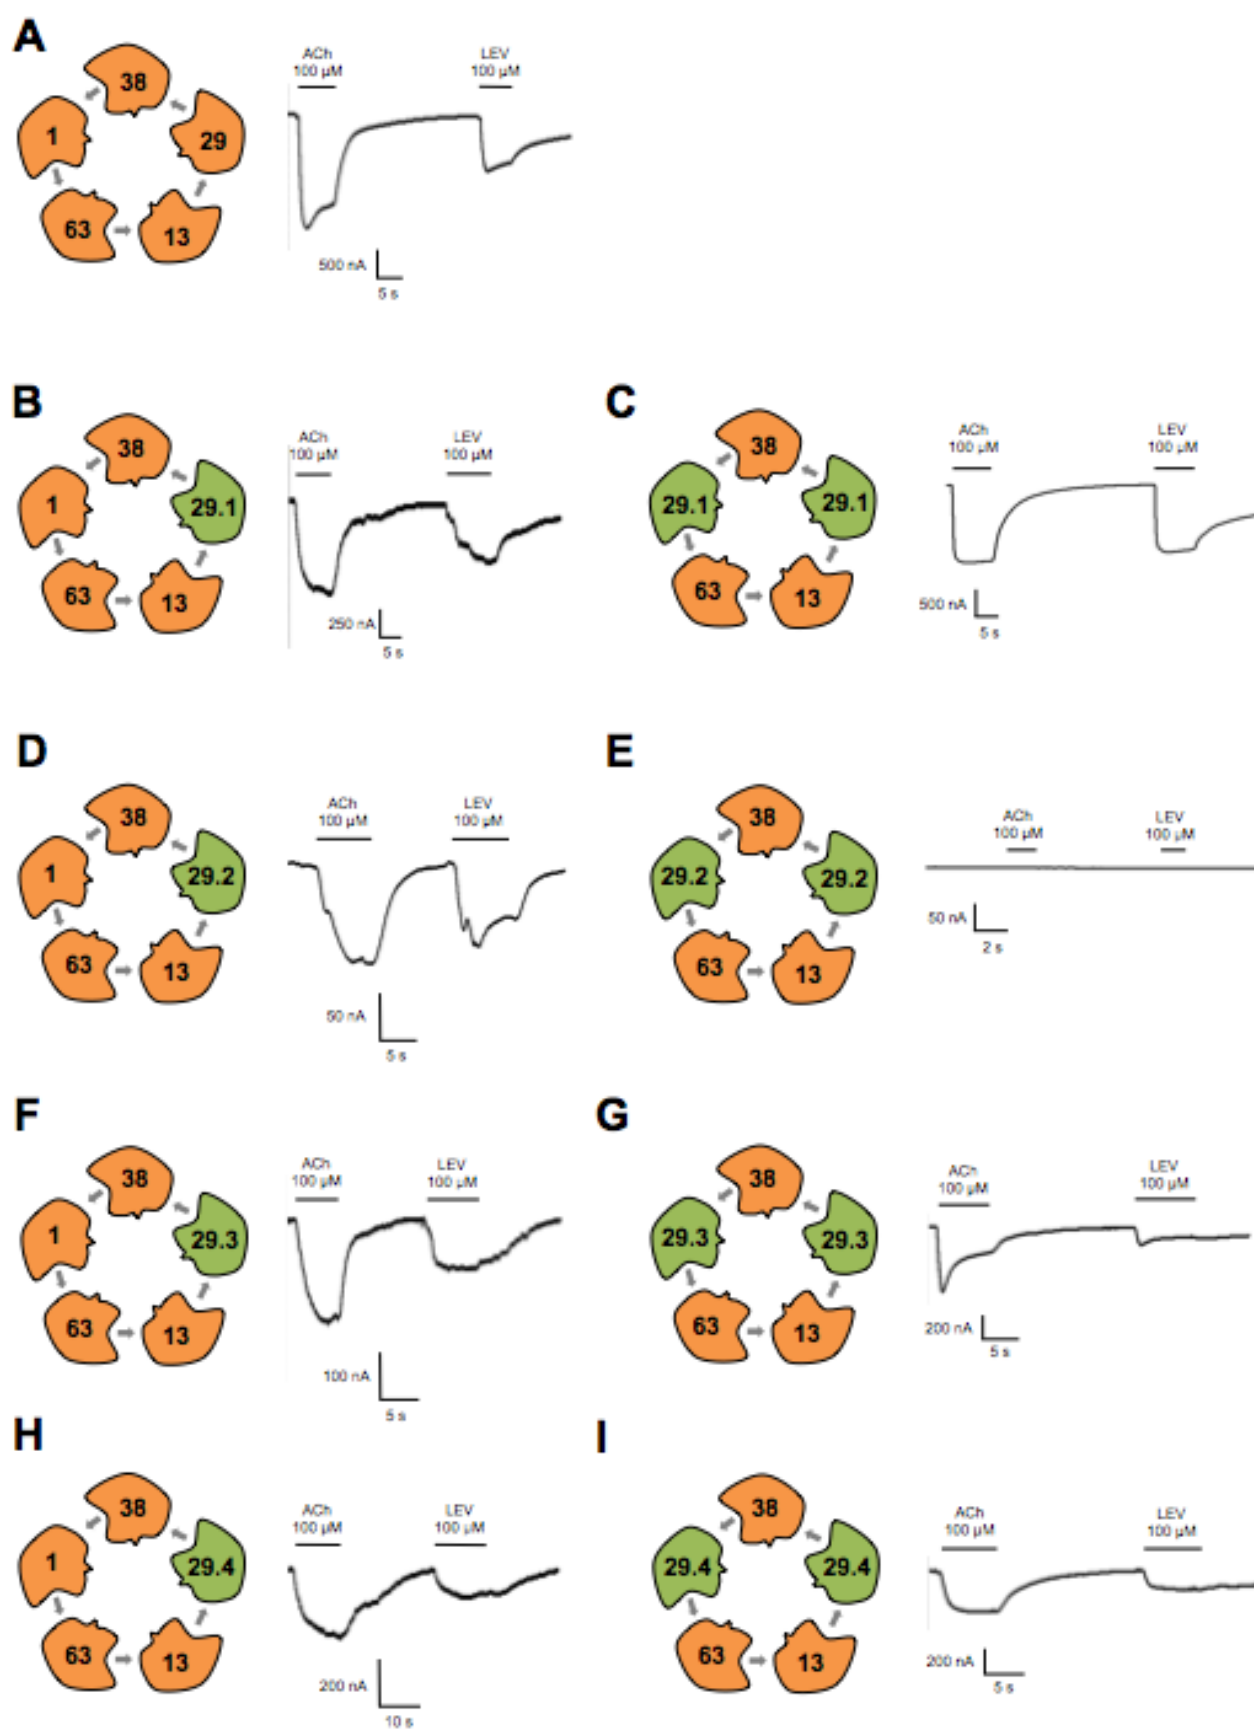 A
38
1
29
63
13
ACh
100 µM
LEV
100 µM
500 nA
5 s
B
38
1
29.1
63
13
ACh
100 µM
LEV
100 µM
250 nA
5 s
C
38
29.1
29.1
63
13
ACh
100 µM
LEV
100 µM
500 nA
5 s
D
38
1
29.2
63
13
ACh
100 µM
LEV
100 µM
50 nA
5 s
E
38
29.2
29.2
63
13
ACh
100 µM
LEV
100 µM
50 nA
2 s
F
38
1
29.3
63
13
ACh
100 µM
LEV
100 µM
100 nA
5 s
G
38
29.3
29.3
63
13
ACh
100 µM
LEV
100 µM
200 nA
5 s
H
38
1
29.4
63
13
ACh
100 µM
LEV
100 µM
200 nA
10 s
I
38
29.4
29.4
63
13
ACh
100 µM
LEV
100 µM
200 nA
5 s